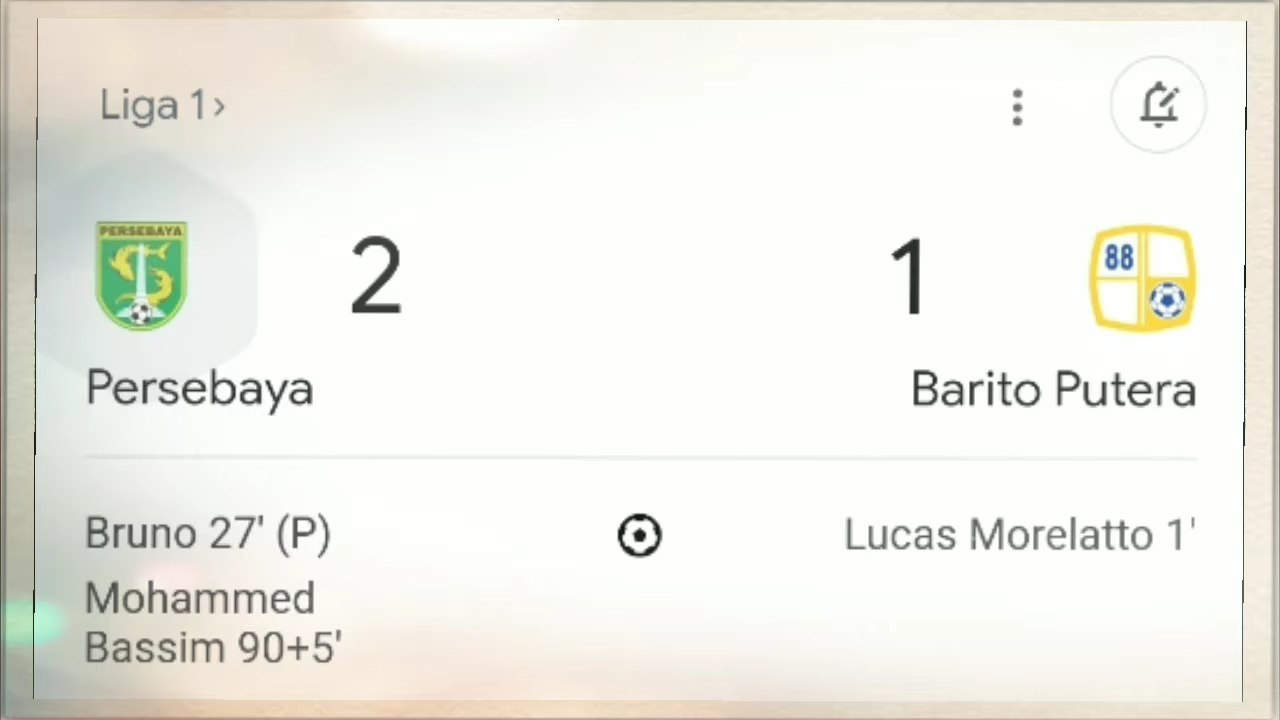 Liga 1›
PERSEBAYA
2
1
88
Persebaya
Barito Putera
Bruno 27' (P)
Lucas Morelatto 1'
Mohammed
Bassim 90+5'